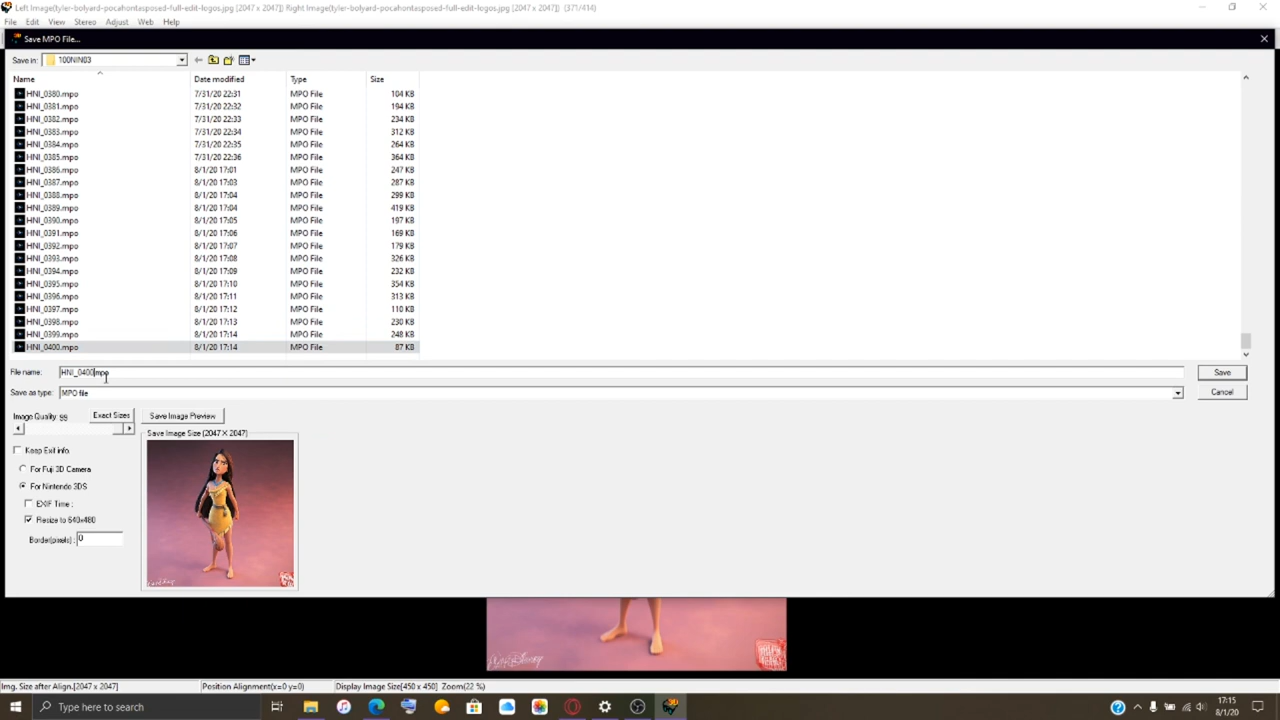 Left Image(tyler-bolyard-pocahontasposed-full-edit-logos.jpg [2047 x 2047]) Right Image(tyler-bolyard-pocahontasposed-full-edit-logos.jpg [2047 x 2047]) (371/414)
File Edit View Stereo Adjust Web Help
Save MPO File...
Save in: 100NIN03
Name Date modified Type Size
HNI_0380.mpo 7/31/20 22:31 MPO File 104 KB
HNI_0381.mpo 7/31/20 22:32 MPO File 194 KB
HNI_0382.mpo 7/31/20 22:33 MPO File 234 KB
HNI_0383.mpo 7/31/20 22:34 MPO File 312 KB
HNI_0384.mpo 7/31/20 22:35 MPO File 264 KB
HNI_0385.mpo 7/31/20 22:36 MPO File 364 KB
HNI_0386.mpo 8/1/20 17:01 MPO File 247 KB
HNI_0387.mpo 8/1/20 17:03 MPO File 287 KB
HNI_0388.mpo 8/1/20 17:04 MPO File 299 KB
HNI_0389.mpo 8/1/20 17:04 MPO File 419 KB
HNI_0390.mpo 8/1/20 17:05 MPO File 197 KB
HNI_0391.mpo 8/1/20 17:06 MPO File 169 KB
HNI_0392.mpo 8/1/20 17:07 MPO File 179 KB
HNI_0393.mpo 8/1/20 17:08 MPO File 326 KB
HNI_0394.mpo 8/1/20 17:09 MPO File 232 KB
HNI_0395.mpo 8/1/20 17:10 MPO File 354 KB
HNI_0396.mpo 8/1/20 17:11 MPO File 313 KB
HNI_0397.mpo 8/1/20 17:12 MPO File 110 KB
HNI_0398.mpo 8/1/20 17:13 MPO File 230 KB
HNI_0399.mpo 8/1/20 17:14 MPO File 248 KB
HNI_0400.mpo 8/1/20 17:14 MPO File 87 KB
File name: HNI_0400.mpo Save
Save as type: MPO file Cancel
Image Quality: 99 Exact Sizes Save Image Preview
Save Image Size (2047 X 2047)
Keep Exif info.
For Fuji 3D Camera
For Nintendo 3DS
EXIF Time :
Resize to 640x480
Border(pixels) : 0
Img. Size after Align.[2047 x 2047] Position Alignment(x=0 y=0) Display Image Size[450 x 450] Zoom(22 %)
Type here to search
17:15
8/1/20